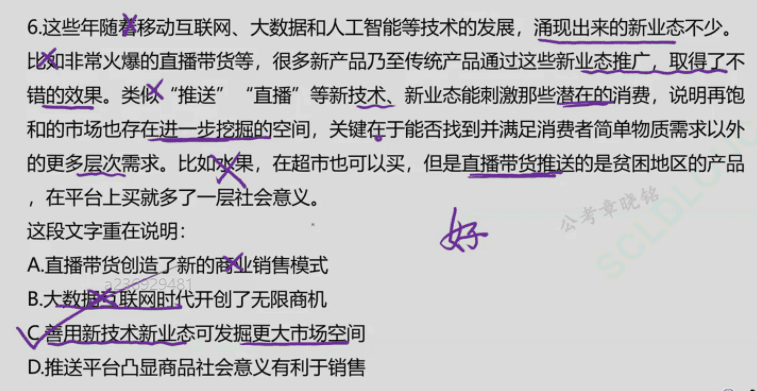 6.这些年随着移动互联网、大数据和人工智能等技术的发展，涌现出来的新业态不少。
比如非常火爆的直播带货等，很多新产品乃至传统产品通过这些新业态推广，取得了不
错的效果。类似“推送”“直播”等新技术、新业态能刺激那些潜在的消费，说明再饱
和的市场也存在进一步挖掘的空间，关键在于能否找到并满足消费者简单物质需求以外
的更多层次需求。比如水果，在超市也可以买，但是直播带货推送的是贫困地区的产品
，在平台上买就多了一层社会意义。
这段文字重在说明：
好
公考章晓铭
SCLDLCHC
A.直播带货创造了新的商业销售模式
a236929481
B.大数据互联网时代开创了无限商机
C.善用新技术新业态可发掘更大市场空间
D.推送平台凸显商品社会意义有利于销售